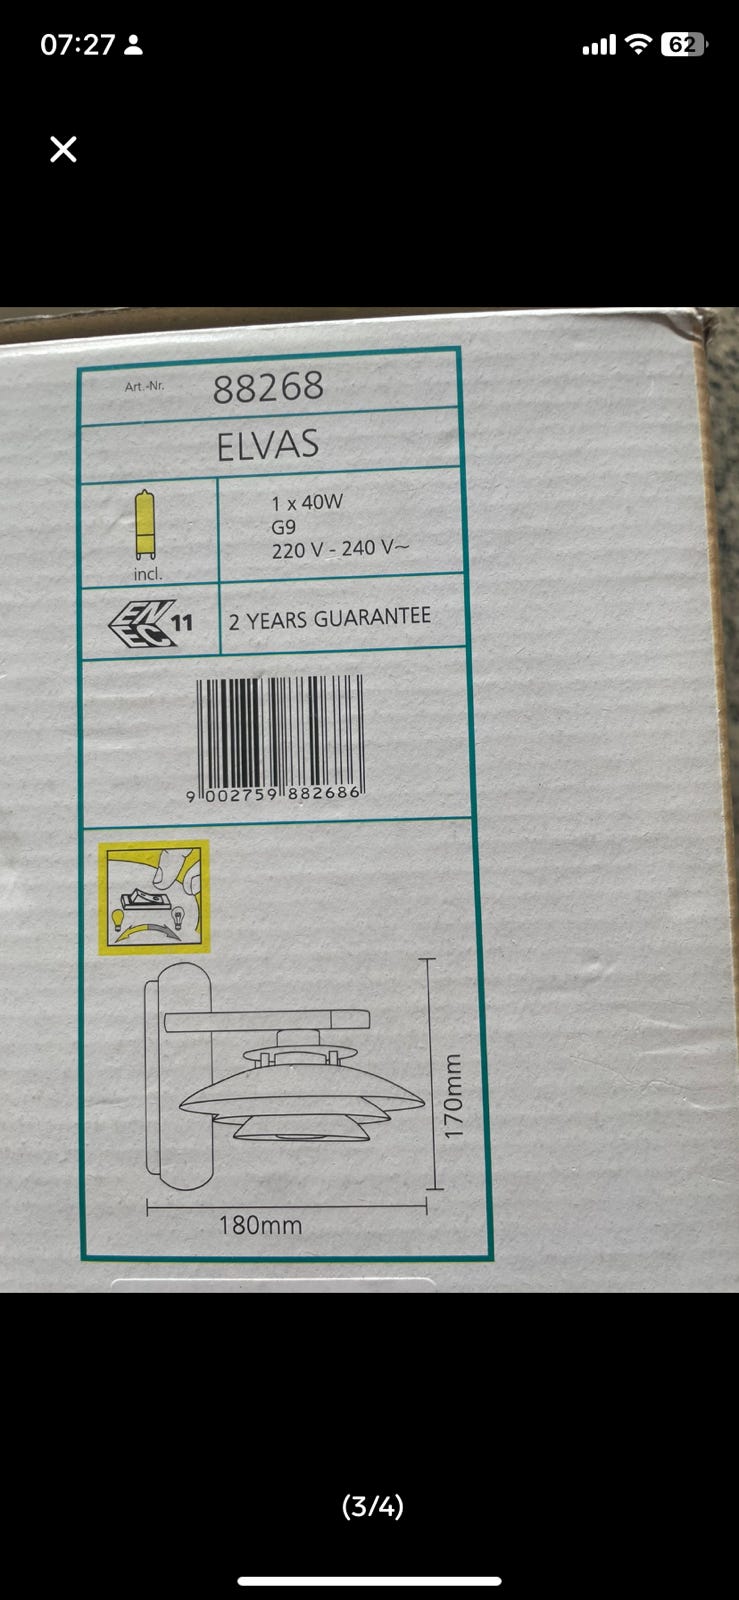 07:27
62
Art.-Nr. 88268
ELVAS
1 x 40W
G9
220 V - 240 V~
incl.
ENEC 11
2 YEARS GUARANTEE
9 002759 882686
170mm
180mm
(3/4)